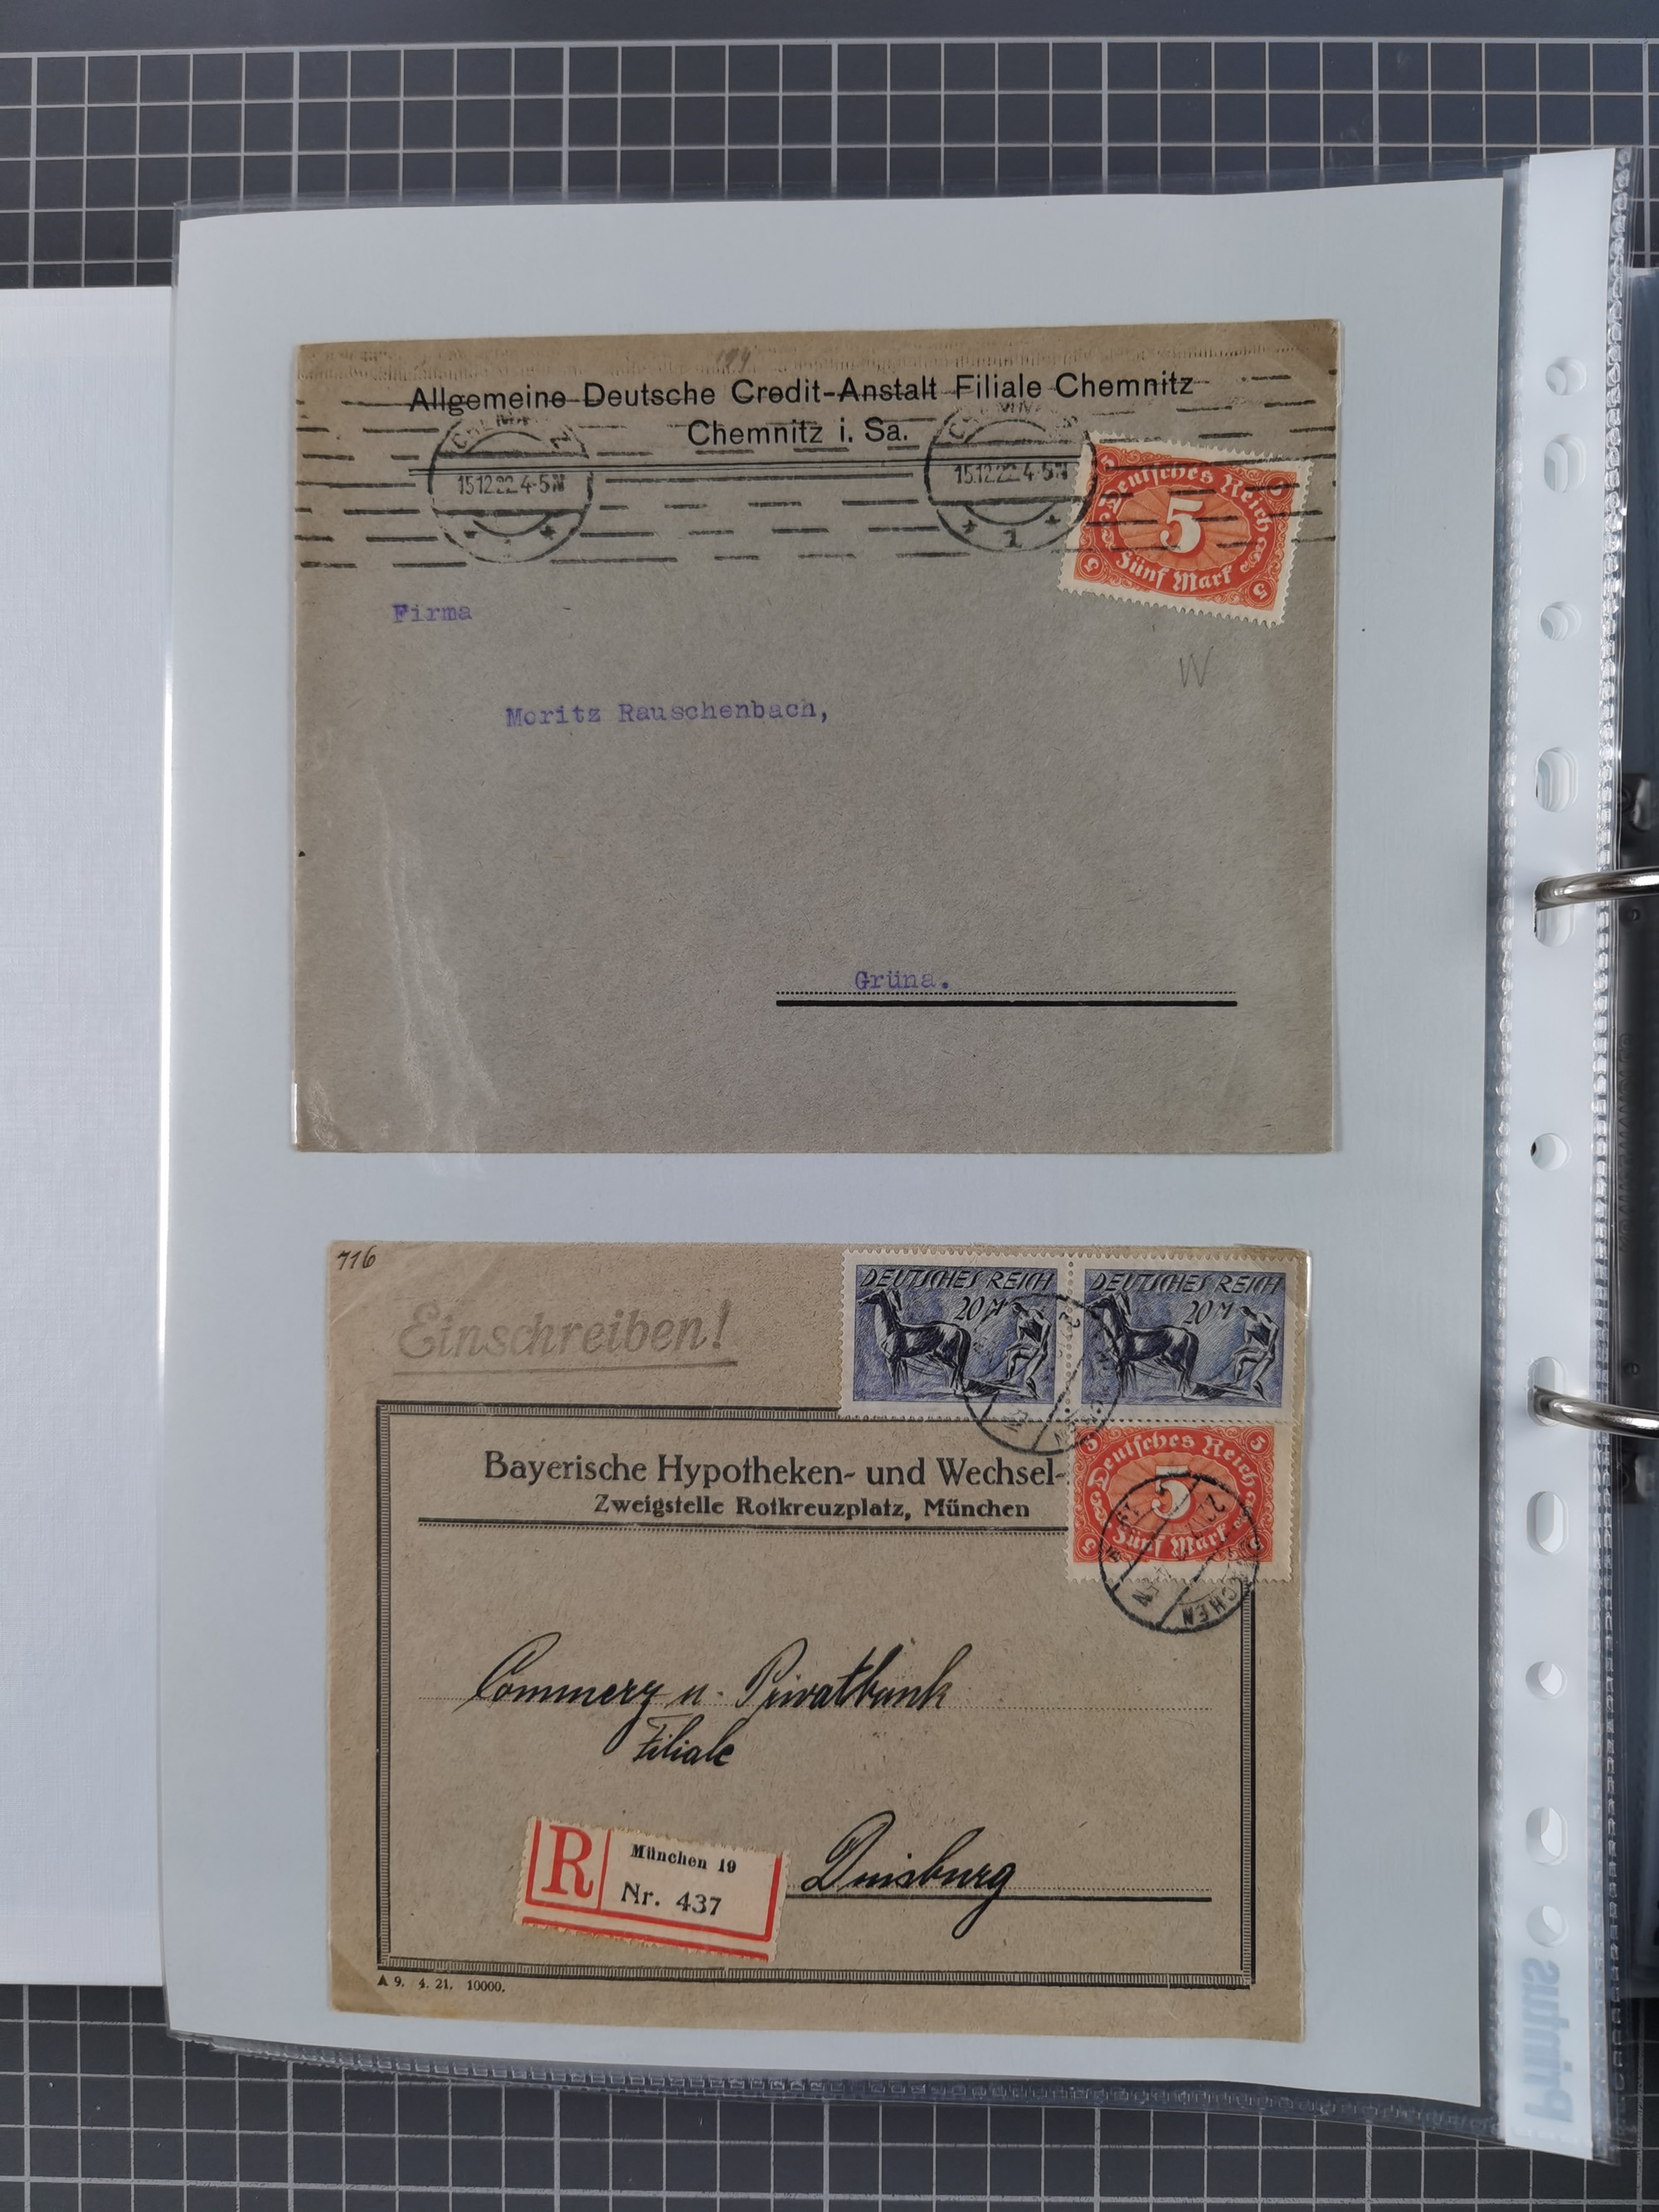 194
Allgemeine Deutsche Credit-Anstalt Filiale Chemnitz
Chemnitz i. Sa.
15.12.22.4-5N
15.12.22.4-5N
1
Deutsches Reich
5
Fünf Mark
Firma
W
Moritz Rauschenbach,
Grüna.
716
Einschreiben!
DEUTSCHES REICH
20 M
DEUTSCHES REICH
20 M
Bayerische Hypotheken- und Wechsel-
Zweigstelle Rotkreuzplatz, München
Deutsches Reich
5
Fünf Mark
Commerz u. Privatbank
Filiale
Duisburg
R
München 19
Nr. 437
A 9. 4. 21. 10000.
Printus